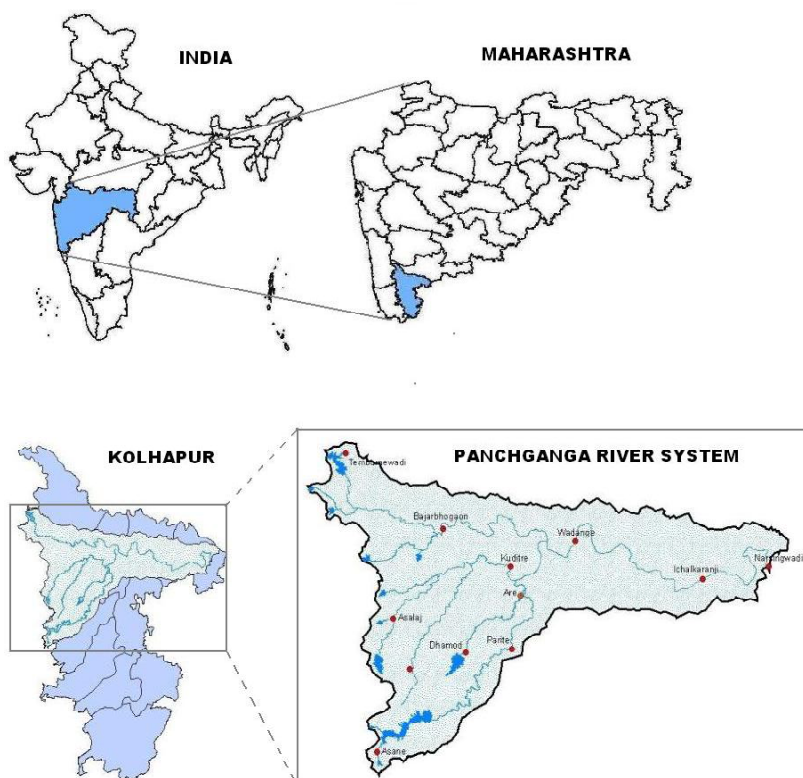 INDIA
MAHARASHTRA
KOLHAPUR
PANCHGANGA RIVER SYSTEM
Bajarbhogaon
Wadange
Kuditre
Ichalkaranji
Are
Asalaj
Dhamod
Parite
Asane